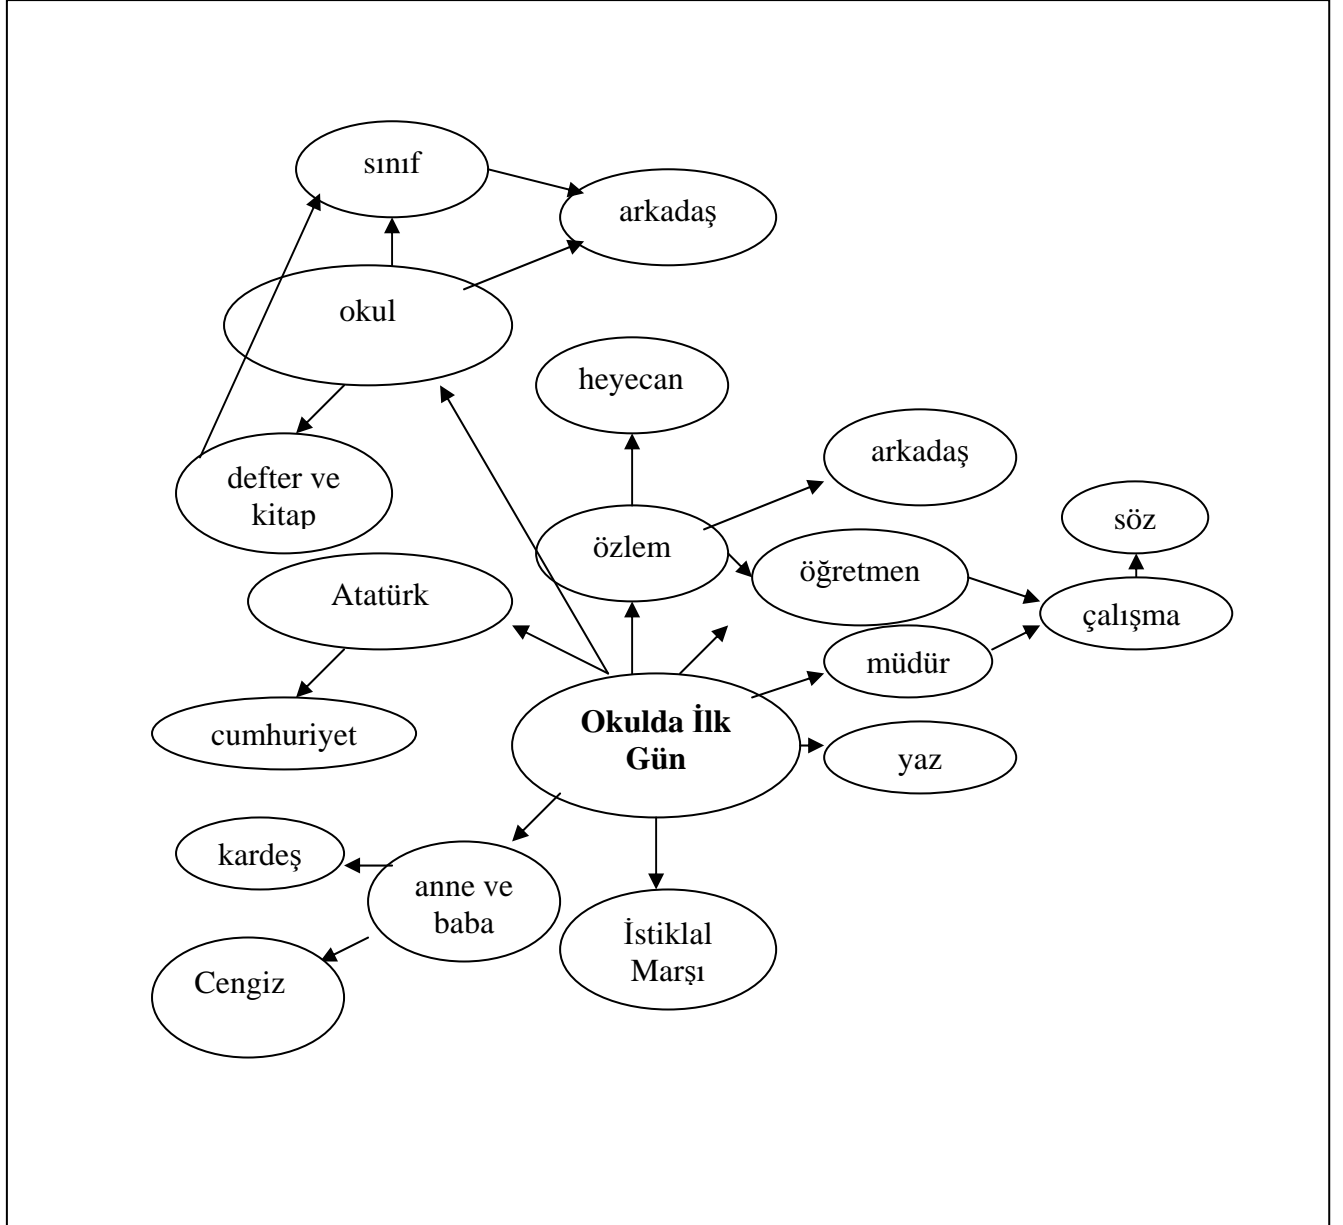 sınıf
arkadaş
okul
heyecan
arkadaş
defter ve
kitap
söz
özlem
öğretmen
Atatürk
çalışma
müdür
Okulda İlk
Gün
cumhuriyet
yaz
kardeş
anne ve
baba
İstiklal
Marşı
Cengiz